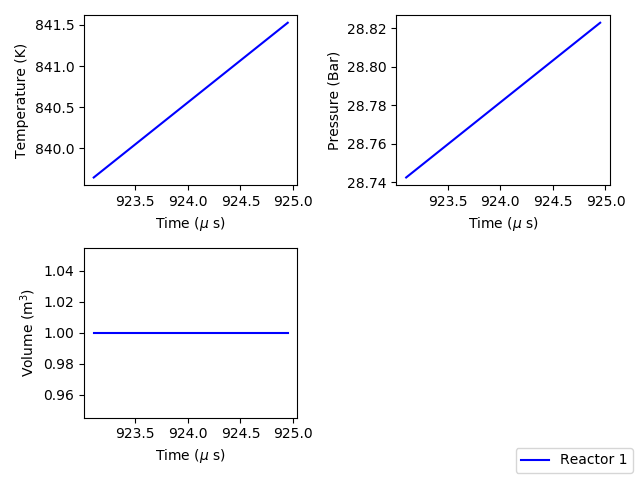 841.5
841.0
840.5
840.0
Temperature (K)
923.5 924.0 924.5 925.0
Time (μ s)
28.82
28.80
28.78
28.76
28.74
Pressure (Bar)
923.5 924.0 924.5 925.0
Time (μ s)
1.04
1.02
1.00
0.98
0.96
Volume (m³)
923.5 924.0 924.5 925.0
Time (μ s)
Reactor 1